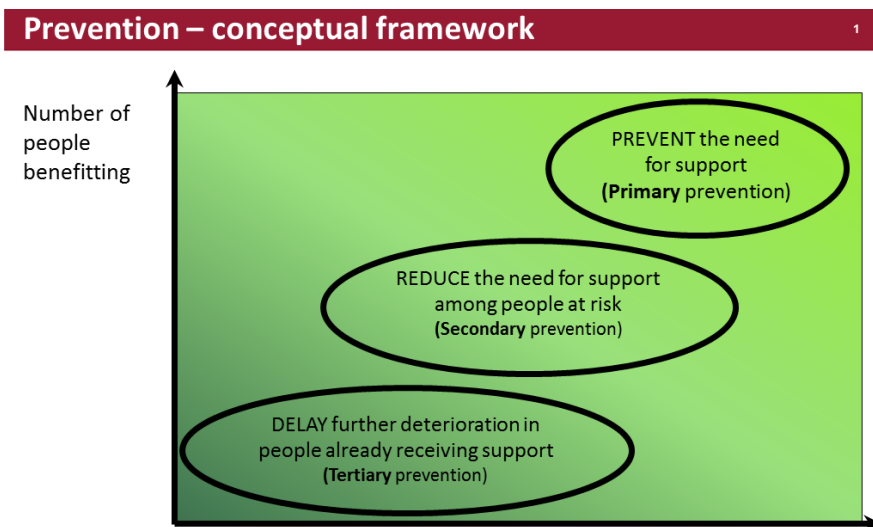 Prevention – conceptual framework
1
Number of
people
benefitting
PREVENT the need
for support
(Primary prevention)
REDUCE the need for support
among people at risk
(Secondary prevention)
DELAY further deterioration in
people already receiving support
(Tertiary prevention)